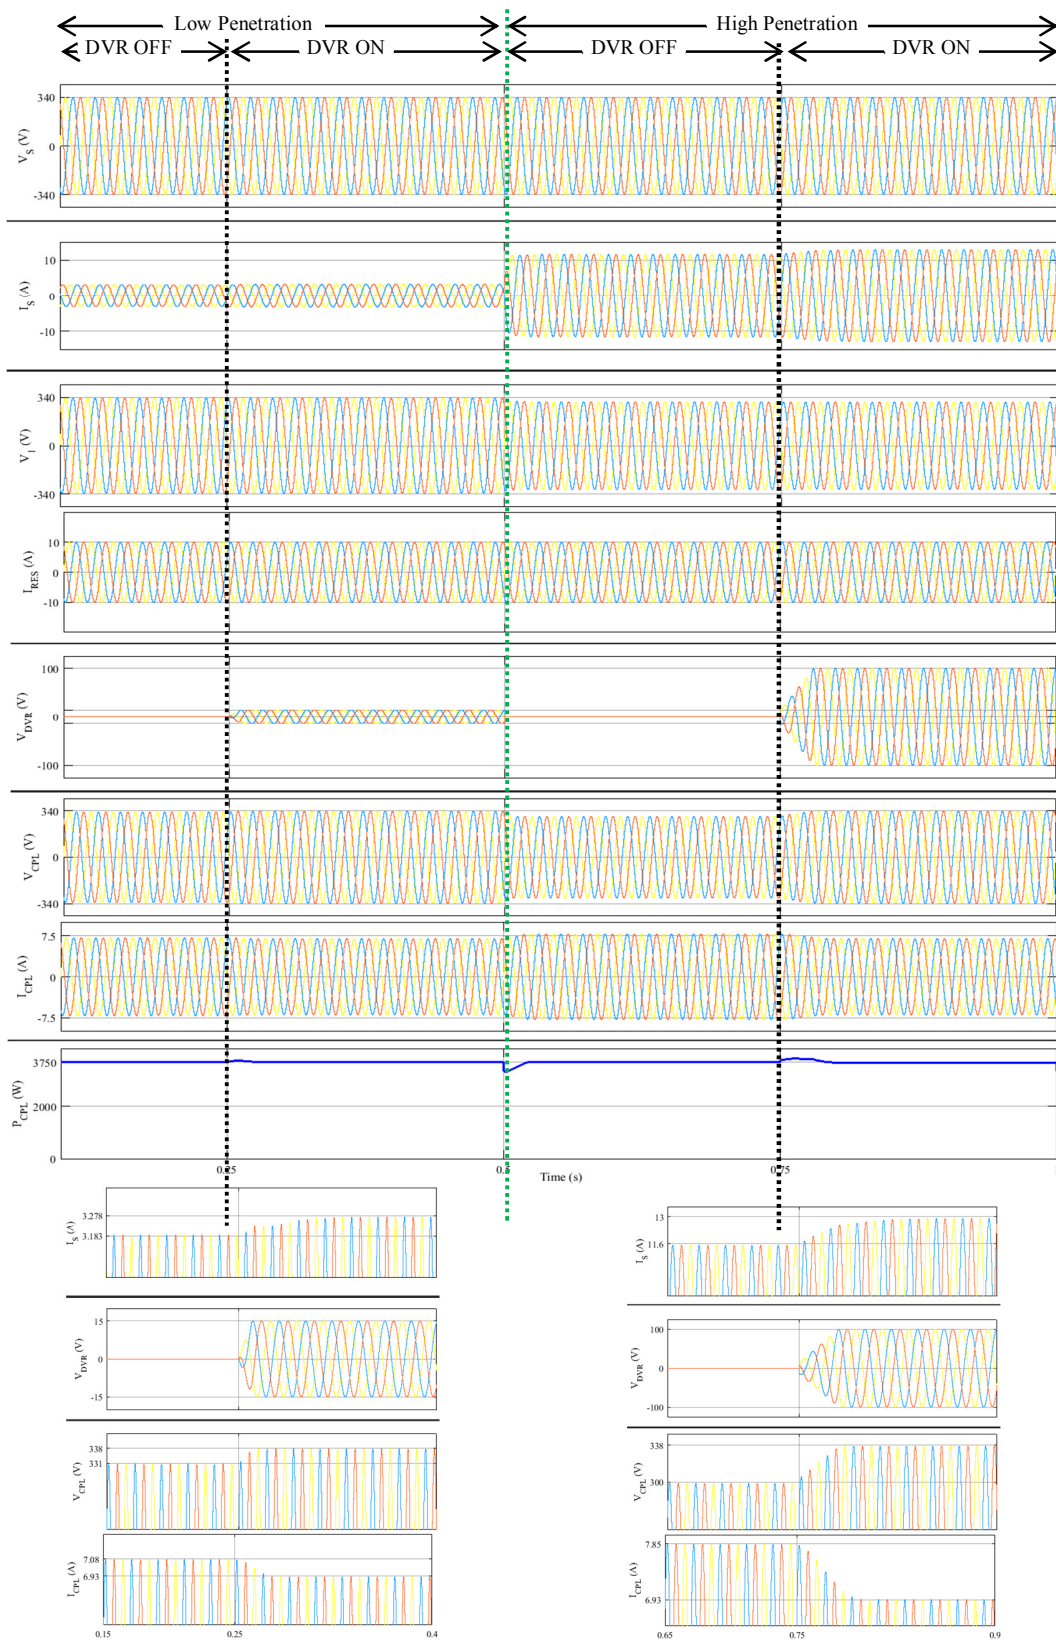 Low Penetration High Penetration
DVR OFF DVR ON DVR OFF DVR ON
340
0
-340
V_S (V)
10
0
-10
I_S (A)
340
0
-340
V_1 (V)
10
0
-10
I_RES (A)
100
0
-100
V_DVR (V)
340
0
-340
V_CPL (V)
7.5
0
-7.5
I_CPL (A)
3750
2000
0
P_CPL (W)
0.25 0.5 0.75
Time (s)
3.278
3.183
I_S (A)
15
0
-15
V_DVR (V)
338
331
V_CPL (V)
7.08
6.93
I_CPL (A)
0.15 0.25 0.4
13
11.6
I_S (A)
100
0
-100
V_DVR (V)
338
300
V_CPL (V)
7.85
6.93
I_CPL (A)
0.65 0.75 0.9